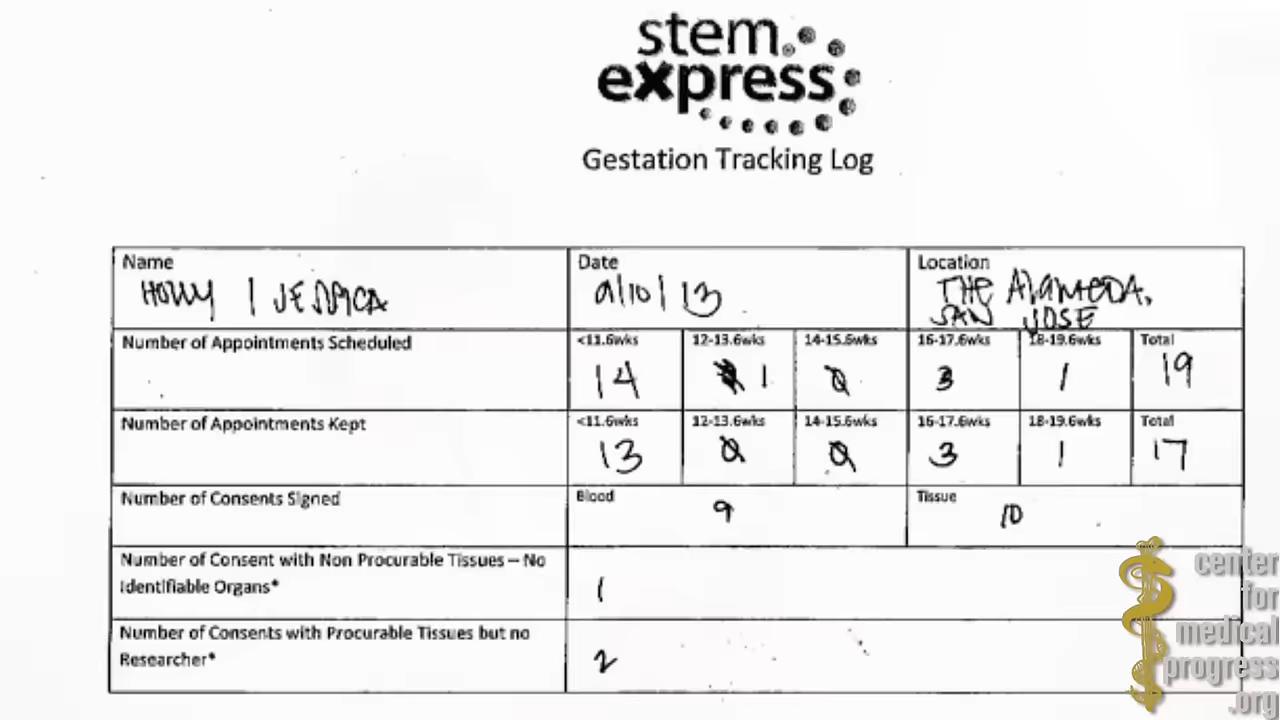 stem
express
Gestation Tracking Log
Name
Date
Location
HOLLY / JESSICA
9/10/13
THE ALAMEDA,
SAN JOSE
Number of Appointments Scheduled
<11.6wks 12-13.6wks 14-15.6wks 16-17.6wks 18-19.6wks Total
14 1 0 3 1 19
Number of Appointments Kept
<11.6wks 12-13.6wks 14-15.6wks 16-17.6wks 18-19.6wks Total
13 0 0 3 1 17
Number of Consents Signed
Blood 9
Tissue 10
Number of Consent with Non Procurable Tissues – No
Identifiable Organs*
1
Number of Consents with Procurable Tissues but no
Researcher*
2
center
for
medical
progress
.org